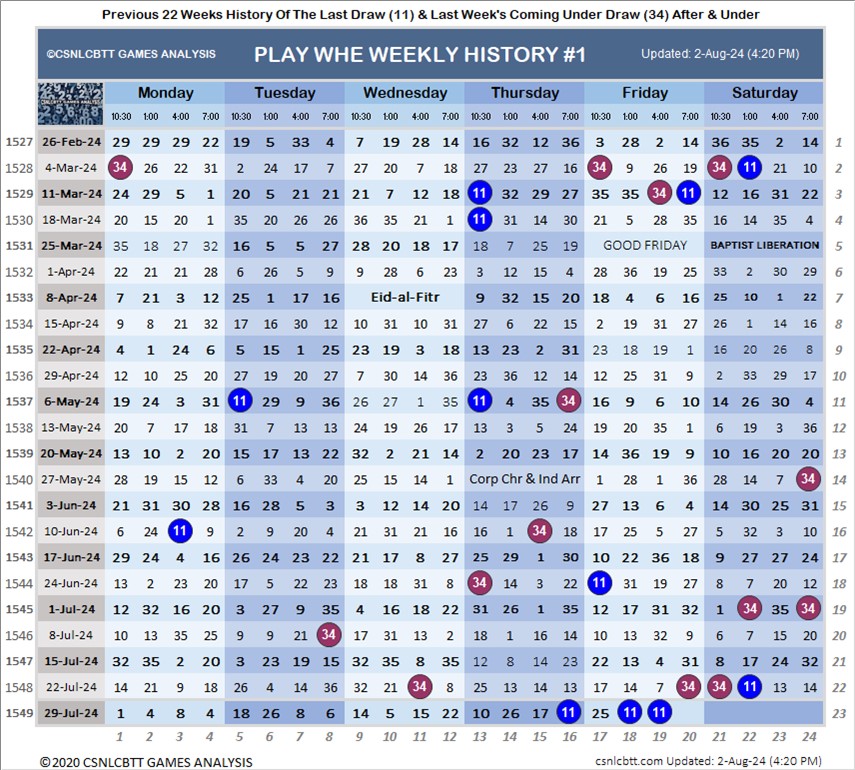 Previous 22 Weeks History Of The Last Draw (11) & Last Week's Coming Under Draw (34) After & Under
©CSNLCBTT GAMES ANALYSIS PLAY WHE WEEKLY HISTORY #1 Updated: 2-Aug-24 (4:20 PM)
CSNLCBTT GAMES ANALYSIS Monday Tuesday Wednesday Thursday Friday Saturday
10:30 1:00 4:00 7:00 10:30 1:00 4:00 7:00 10:30 1:00 4:00 7:00 10:30 1:00 4:00 7:00 10:30 1:00 4:00 7:00 10:30 1:00 4:00 7:00
1527 26-Feb-24 29 29 29 22 19 5 33 4 7 19 28 14 16 32 12 36 3 28 2 14 36 35 2 14 1
1528 4-Mar-24 34 26 22 31 2 24 17 7 27 20 7 18 27 23 27 16 34 9 26 19 34 11 21 10 2
1529 11-Mar-24 24 29 5 1 20 5 21 21 21 7 12 18 11 32 29 27 35 35 34 11 12 16 31 22 3
1530 18-Mar-24 20 15 20 1 35 20 26 26 36 35 21 1 11 31 14 30 21 5 28 35 16 14 35 4 4
1531 25-Mar-24 35 18 27 32 16 5 5 27 28 20 18 17 18 7 25 19 GOOD FRIDAY BAPTIST LIBERATION 5
1532 1-Apr-24 22 21 21 28 6 26 5 9 9 28 6 23 3 12 15 4 28 36 19 25 33 2 30 29 6
1533 8-Apr-24 7 21 3 12 25 1 17 16 Eid-al-Fitr 9 32 15 20 18 4 6 16 25 10 1 22 7
1534 15-Apr-24 9 8 21 32 17 16 30 12 10 31 10 31 27 6 22 15 2 19 31 27 26 1 14 16 8
1535 22-Apr-24 4 1 24 6 5 15 1 25 23 19 3 18 13 23 2 31 23 18 19 1 16 20 26 8 9
1536 29-Apr-24 12 10 25 20 27 19 20 27 7 30 14 36 23 36 12 14 12 25 31 9 2 33 29 17 10
1537 6-May-24 19 24 3 31 11 29 9 36 26 27 1 35 11 4 35 34 16 9 6 10 14 26 30 4 11
1538 13-May-24 20 7 17 18 31 7 13 13 24 19 26 17 13 20 5 24 19 20 35 1 6 19 3 36 12
1539 20-May-24 13 10 2 20 15 17 13 22 32 2 21 14 2 20 23 17 6 36 19 9 10 16 20 20 13
1540 27-May-24 28 19 15 12 6 33 4 20 25 15 14 1 Corp Chr & Ind Arr 1 28 1 36 28 14 7 34 14
1541 3-Jun-24 21 31 30 8 16 28 5 3 3 12 14 20 14 17 26 9 27 13 6 4 14 30 25 31 15
1542 10-Jun-24 6 24 11 9 2 5 20 4 21 31 21 16 16 1 34 18 17 25 5 27 5 32 3 10 16
1543 17-Jun-24 29 24 4 16 26 24 23 22 21 17 8 27 25 29 1 30 10 22 36 18 9 27 27 24 17
1544 24-Jun-24 13 2 23 20 17 5 22 23 18 18 31 8 34 14 3 22 11 31 19 27 8 7 20 12 18
1545 1-Jul-24 12 32 16 20 3 27 9 35 4 16 18 22 31 26 1 35 12 17 31 32 1 34 35 34 19
1546 8-Jul-24 10 13 35 25 9 9 21 34 17 31 13 2 18 1 16 14 10 13 32 9 6 7 15 20 20
1547 15-Jul-24 32 35 2 20 3 23 19 15 32 35 8 35 12 8 14 23 22 13 4 31 8 17 24 32 21
1548 22-Jul-24 14 21 9 18 26 4 14 36 32 21 34 8 25 13 14 13 17 14 7 34 34 11 13 14 22
1549 29-Jul-24 1 4 8 4 18 26 8 6 14 5 15 22 10 26 17 11 25 11 11 23
1 2 3 4 5 6 7 8 9 10 11 12 13 14 15 16 17 18 19 20 21 22 23 24
©2020 CSNLCBTT GAMES ANALYSIS csnlcbtt.com Updated: 2-Aug-24 (4:20 PM)